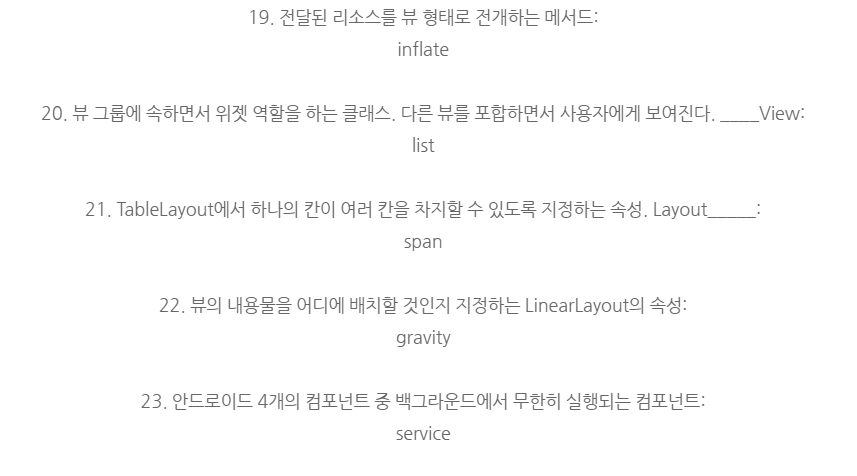 19. 전달된 리소스를 뷰 형태로 전개하는 메서드:
inflate
20. 뷰 그룹에 속하면서 위젯 역할을 하는 클래스. 다른 뷰를 포합하면서 사용자에게 보여진다. ____View:
list
21. TableLayout에서 하나의 칸이 여러 칸을 차지할 수 있도록 지정하는 속성. Layout_____:
span
22. 뷰의 내용물을 어디에 배치할 것인지 지정하는 LinearLayout의 속성:
gravity
23. 안드로이드 4개의 컴포넌트 중 백그라운드에서 무한히 실행되는 컴포넌트:
service